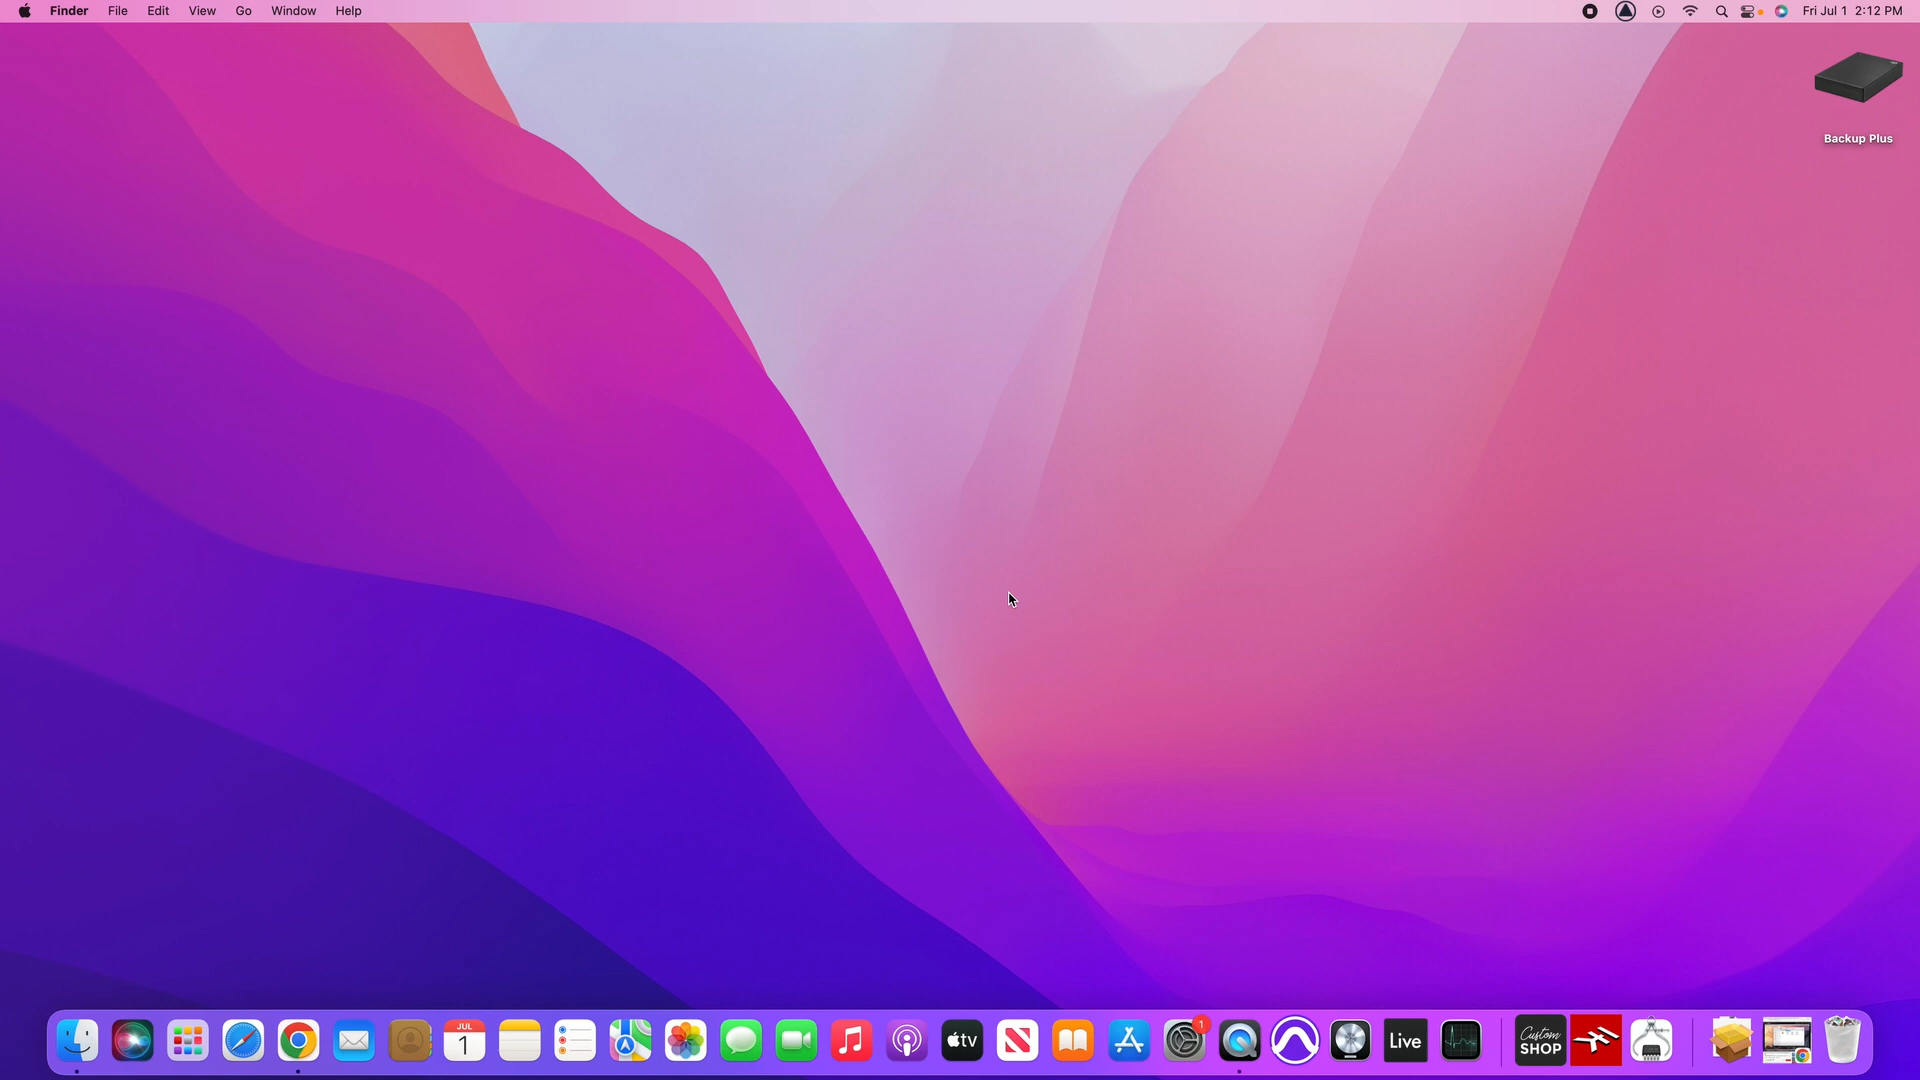 Finder File Edit View Go Window Help Fri Jul 1 2:12 PM
Backup Plus
JUL
1
tv
1
Live
Custom
SHOP